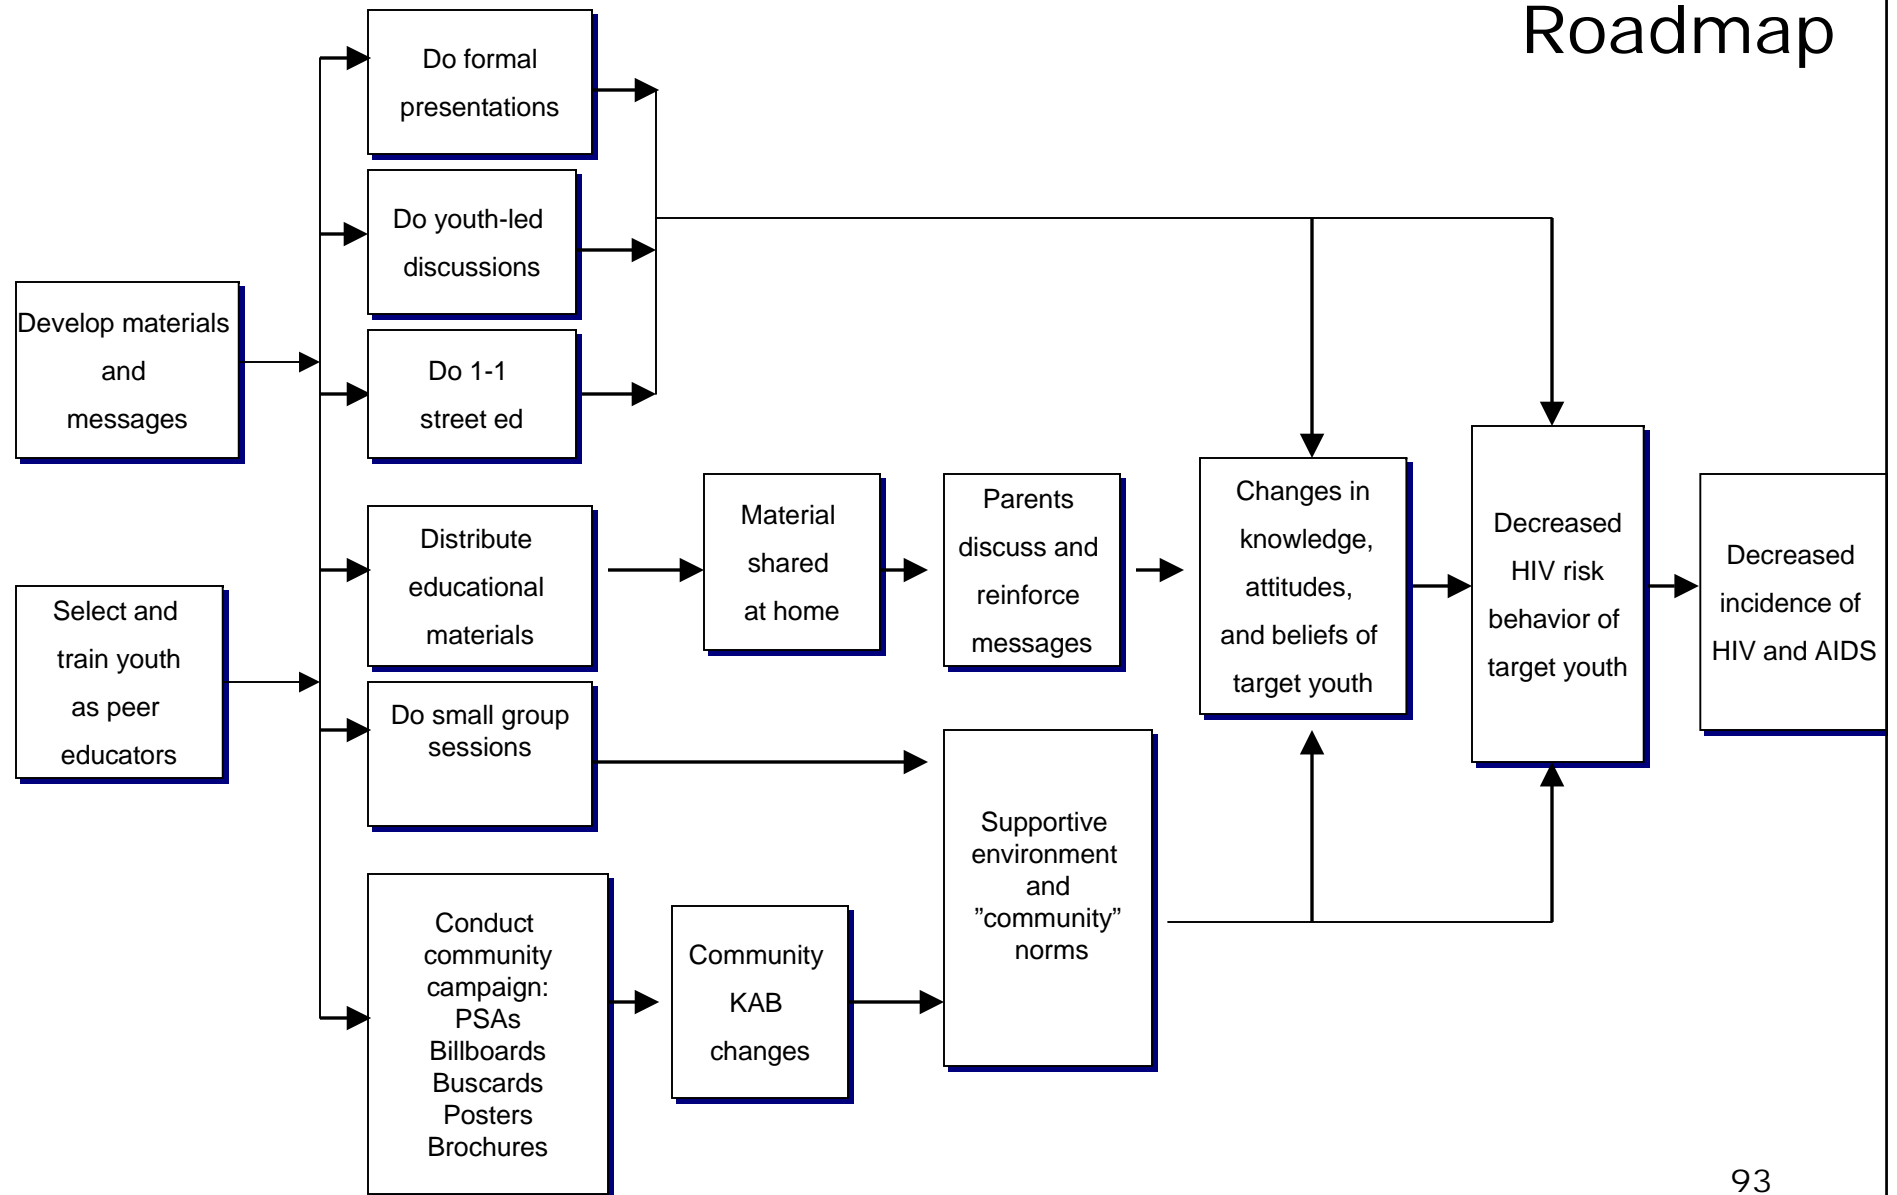 Roadmap
Do formal
presentations
Do youth-led
discussions
Develop materials
and
messages
Do 1-1
street ed
Select and
train youth
as peer
educators
Distribute
educational
materials
Material
shared
at home
Parents
discuss and
reinforce
messages
Changes in
knowledge,
attitudes,
and beliefs of
target youth
Decreased
HIV risk
behavior of
target youth
Decreased
incidence of
HIV and AIDS
Do small group
sessions
Supportive
environment
and
”community”
norms
Conduct
community
campaign:
PSAs
Billboards
Buscards
Posters
Brochures
Community
KAB
changes
93